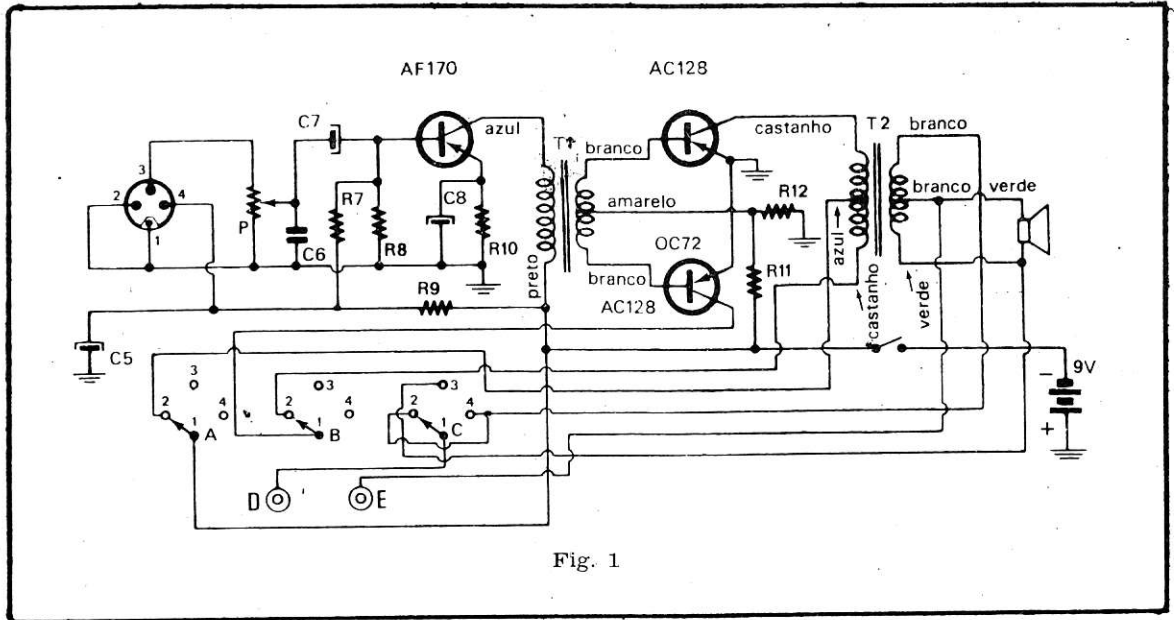 AF170
AC128
C7
azul
T1
branco
castanho
T2
branco
3
2
4
1
P
C6
R7
R8
C8
R10
amarelo
R12
azul
branco
verde
OC72
AC128
branco
R11
preto
castanho
verde
R9
C5
9V
-
+
3
2
4
1
A
3
2
4
1
B
3
2
4
1
C
D
E
Fig. 1